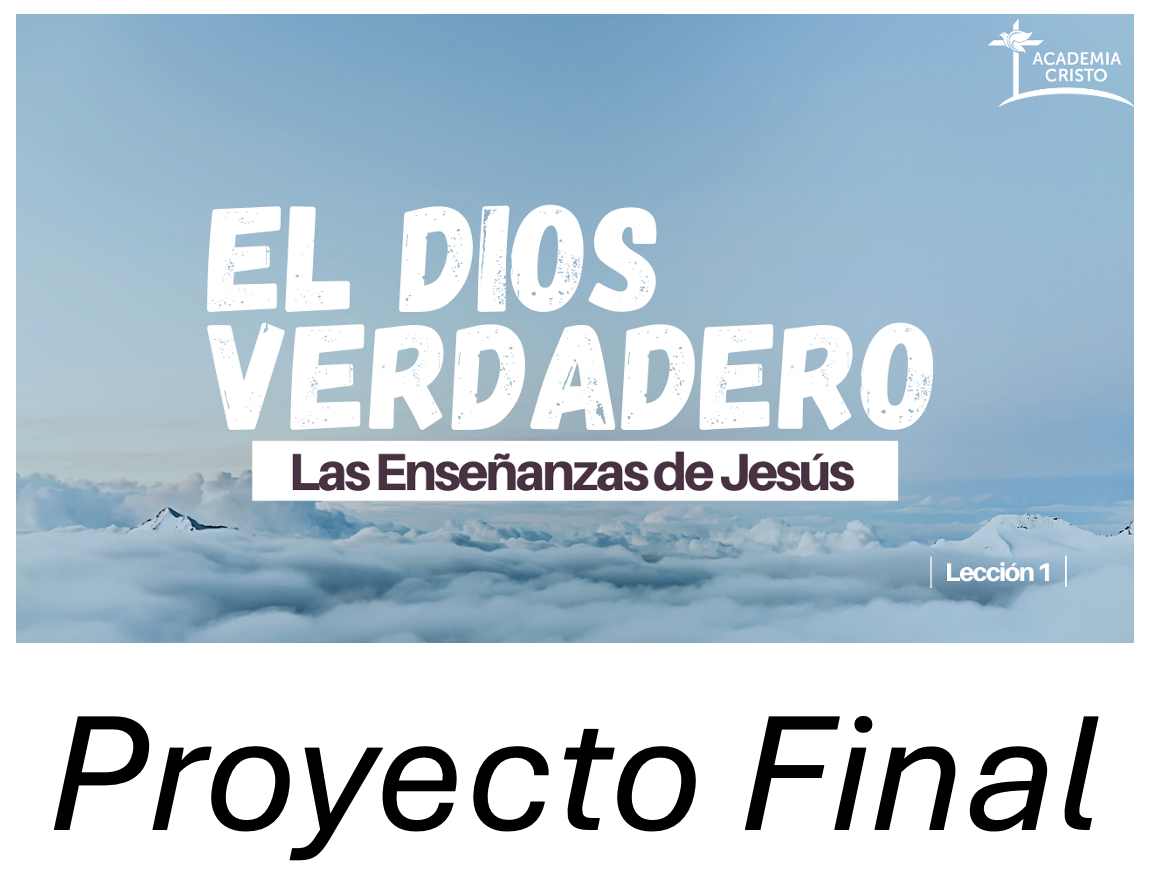 ACADEMIA
CRISTO
EL DIOS
VERDADERO
Las Enseñanzas de Jesús
| Lección 1 |
Proyecto Final